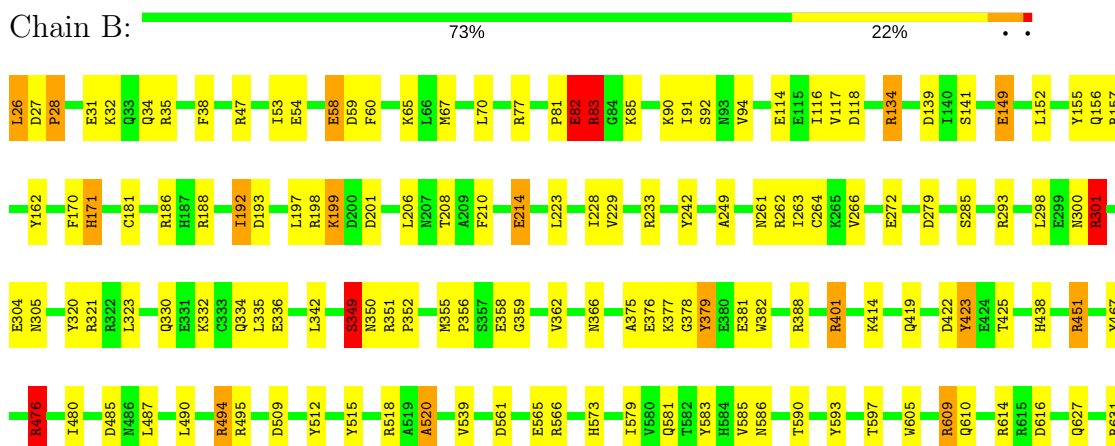 Chain B:
73% 22% • •
L26 D27 P28 E31 K32 Q33 Q34 R35 F38 R47 I53 E54 E58 D59 F60 K65 L66 M67 L70 R77 P81 E82 R83 G84 K85 K90 I91 S92 N93 V94 E114 E115 I116 V117 D118 R134 D139 I140 S141 E149 L152 Y155 Q156 R157
Y162 F170 H171 C181 R186 H187 R188 I192 D193 L197 R198 K199 D200 D201 L206 N207 T208 A209 F210 E214 L223 I228 V229 R233 Y242 A249 N261 R262 I263 C264 K265 V266 E272 D279 S285 R293 L298 E299 N300 R301
E304 N305 Y320 R321 R322 L323 Q330 E331 K332 C333 Q334 L335 E336 L342 S349 N350 R351 P352 M355 P356 S357 E358 G359 V362 N366 A375 E376 K377 G378 Y379 E380 E381 W382 R388 R401 K414 Q419 D422 Y423 E424 T425 H438 R451 Y467
R476 I480 D485 N486 L487 L490 R494 R495 D509 Y512 Y515 R518 A519 A520 V539 D561 E565 R566 H573 I579 V580 Q581 T582 Y583 H584 V585 N586 T590 Y593 T597 W605 R609 Q610 R614 R615 D616 Q627